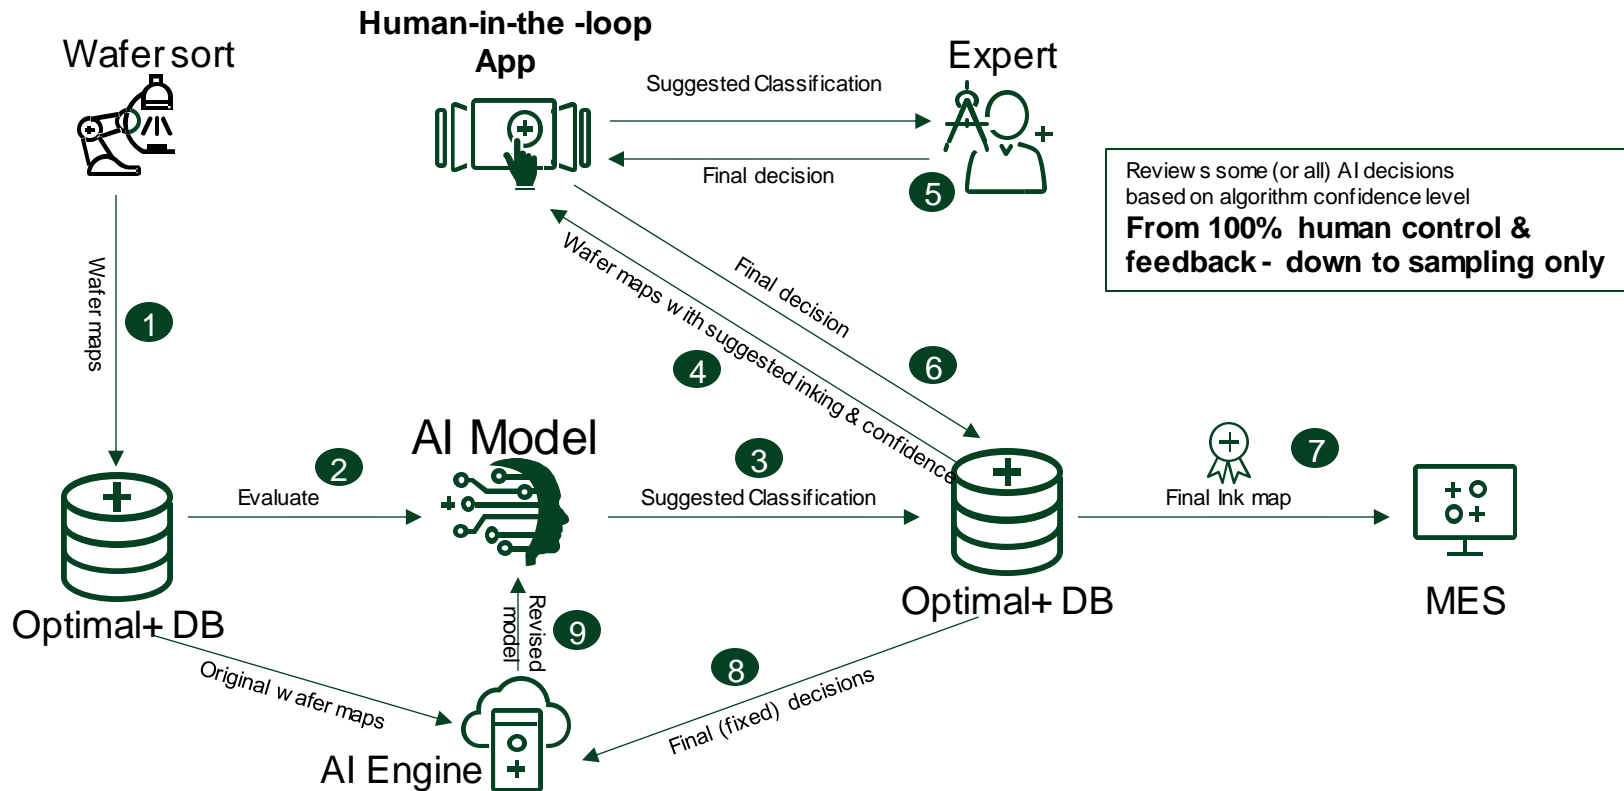 Human-in-the -loop
App
Wafer sort
Expert
Suggested Classification
Final decision
5
Reviews some (or all) AI decisions
based on algorithm confidence level
From 100% human control &
feedback - down to sampling only
Wafer maps
1
Final decision
Wafer maps with suggested inking & confidence
4
6
AI Model
2
Evaluate
3
Suggested Classification
7
Final Ink map
Optimal+ DB
Optimal+ DB
MES
Revised
model
9
8
Original wafer maps
Final (fixed) decisions
AI Engine